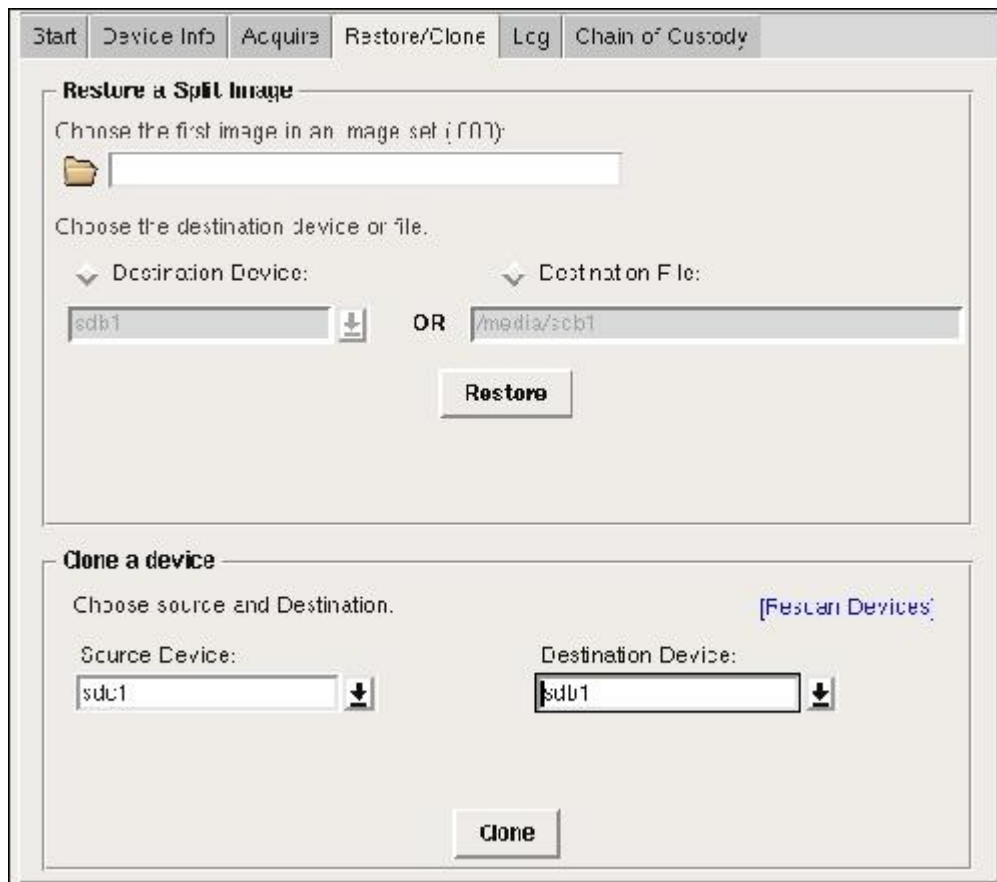 Start Device Info Acquire Restore/Clone Log Chain of Custody
Restore a Split Image
Choose the first image in an image set (.000):
Choose the destination device or file.
Destination Device: Destination File:
sdb1 OR /media/sdb1
Restore
Clone a device
Choose source and Destination. [Rescan Devices]
Source Device: Destination Device:
sdc1 sdb1
Clone